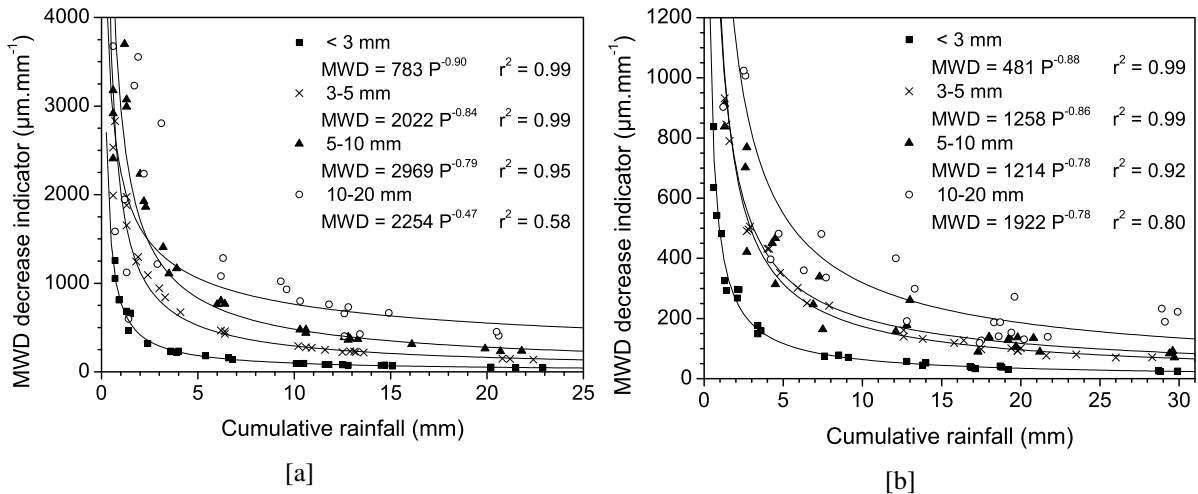 4000
3000
2000
1000
0
MWD decrease indicator (µm.mm⁻¹)
< 3 mm
MWD = 783 P⁻⁰·⁹⁰ r² = 0.99
3-5 mm
MWD = 2022 P⁻⁰·⁸⁴ r² = 0.99
5-10 mm
MWD = 2969 P⁻⁰·⁷⁹ r² = 0.95
10-20 mm
MWD = 2254 P⁻⁰·⁴⁷ r² = 0.58
0 5 10 15 20 25
Cumulative rainfall (mm)
[a]
1200
1000
800
600
400
200
0
MWD decrease indicator (µm.mm⁻¹)
< 3 mm
MWD = 481 P⁻⁰·⁸⁸ r² = 0.99
3-5 mm
MWD = 1258 P⁻⁰·⁸⁶ r² = 0.99
5-10 mm
MWD = 1214 P⁻⁰·⁷⁸ r² = 0.92
10-20 mm
MWD = 1922 P⁻⁰·⁷⁸ r² = 0.80
0 5 10 15 20 25 30
Cumulative rainfall (mm)
[b]